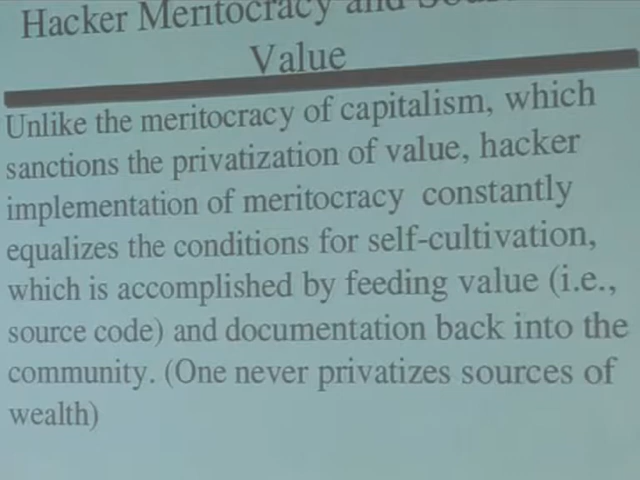 Hacker Meritocracy and
Value
Unlike the meritocracy of capitalism, which
sanctions the privatization of value, hacker
implementation of meritocracy constantly
equalizes the conditions for self-cultivation,
which is accomplished by feeding value (i.e.,
source code) and documentation back into the
community. (One never privatizes sources of
wealth)